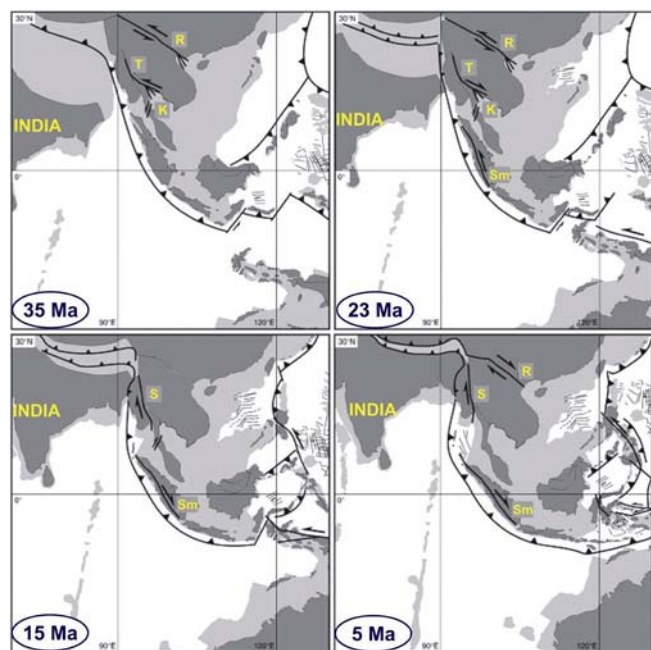 30°N
R
T
K
INDIA
0°
35 Ma
90°E
120°E
30°N
R
T
K
INDIA
Sm
0°
23 Ma
90°E
120°E
30°N
S
INDIA
0°
Sm
15 Ma
90°E
120°E
30°N
R
S
INDIA
0°
Sm
5 Ma
90°E
120°E